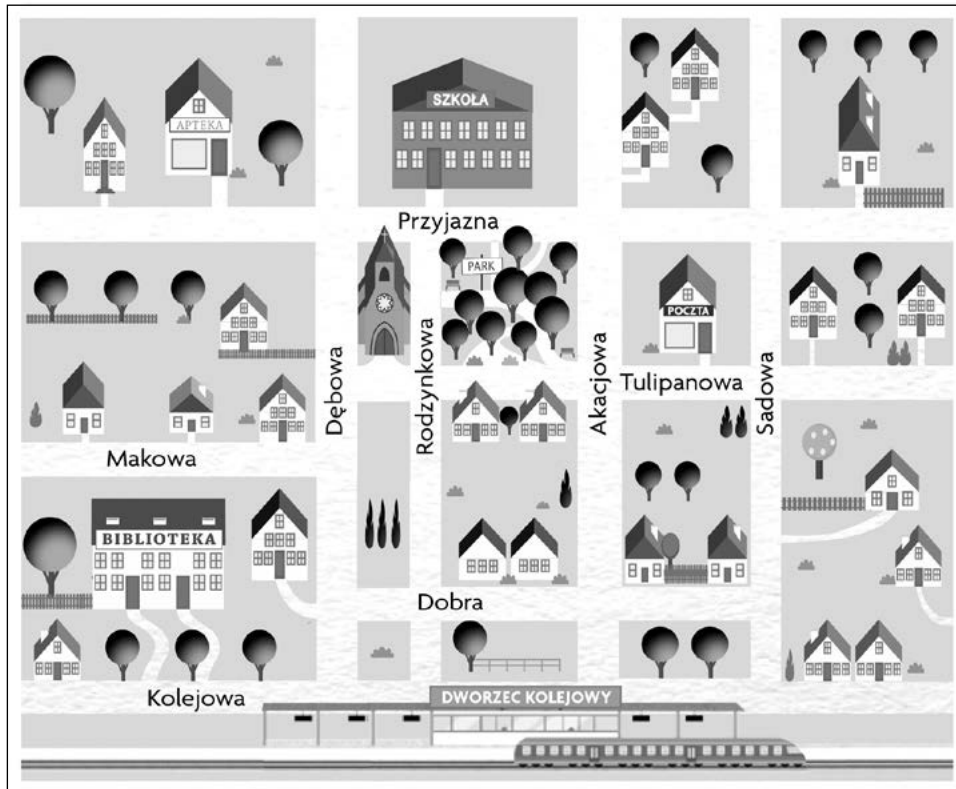 APTEKA
SZKOŁA
Przyjazna
PARK
POCZTA
Dębowa
Rodzynkowa
Akacjowa
Tulipanowa
Sadowa
Makowa
BIBLIOTEKA
Dobra
Kolejowa
DWORZEC KOLEJOWY